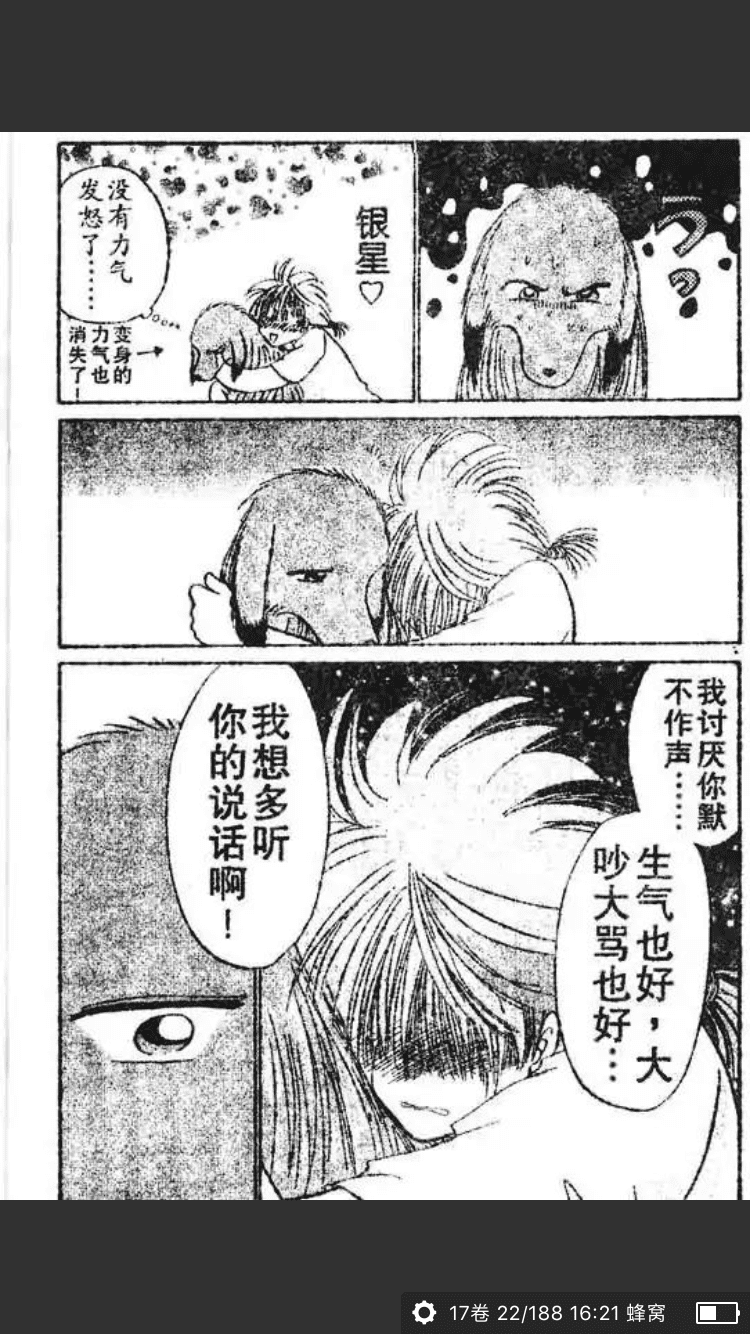 うっ
银星♡
没有力气
发怒了……
变身的
力气也
消失了！
我讨厌你默
不作声……
生气也好，大
吵大骂也好…
我想多听
你的说话啊！
17卷 22/188 16:21 蜂窝